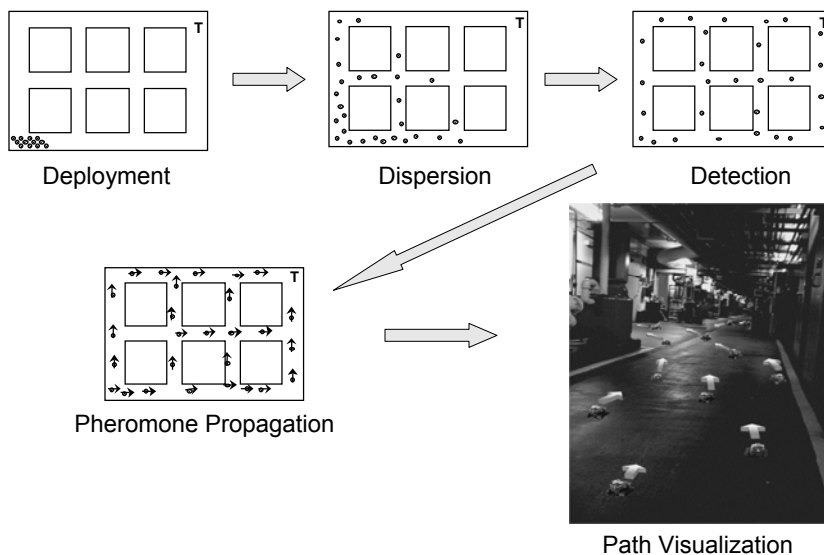 T
T
T
Deployment
Dispersion
Detection
T
Pheromone Propagation
Path Visualization